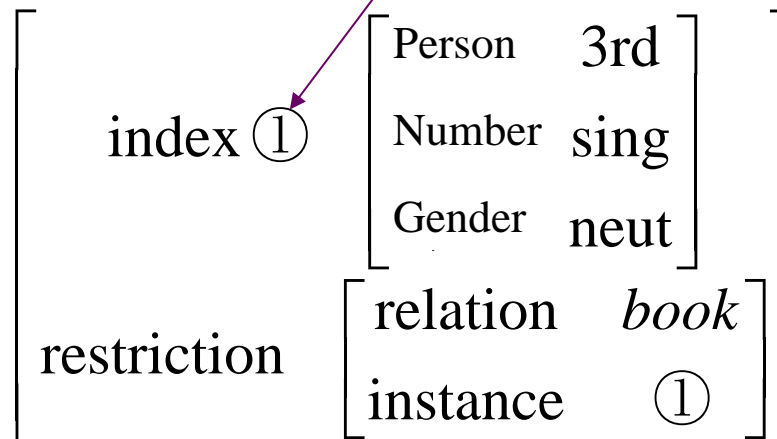 Person 3rd
index ① Number sing
Gender neut
relation book
restriction
instance ①